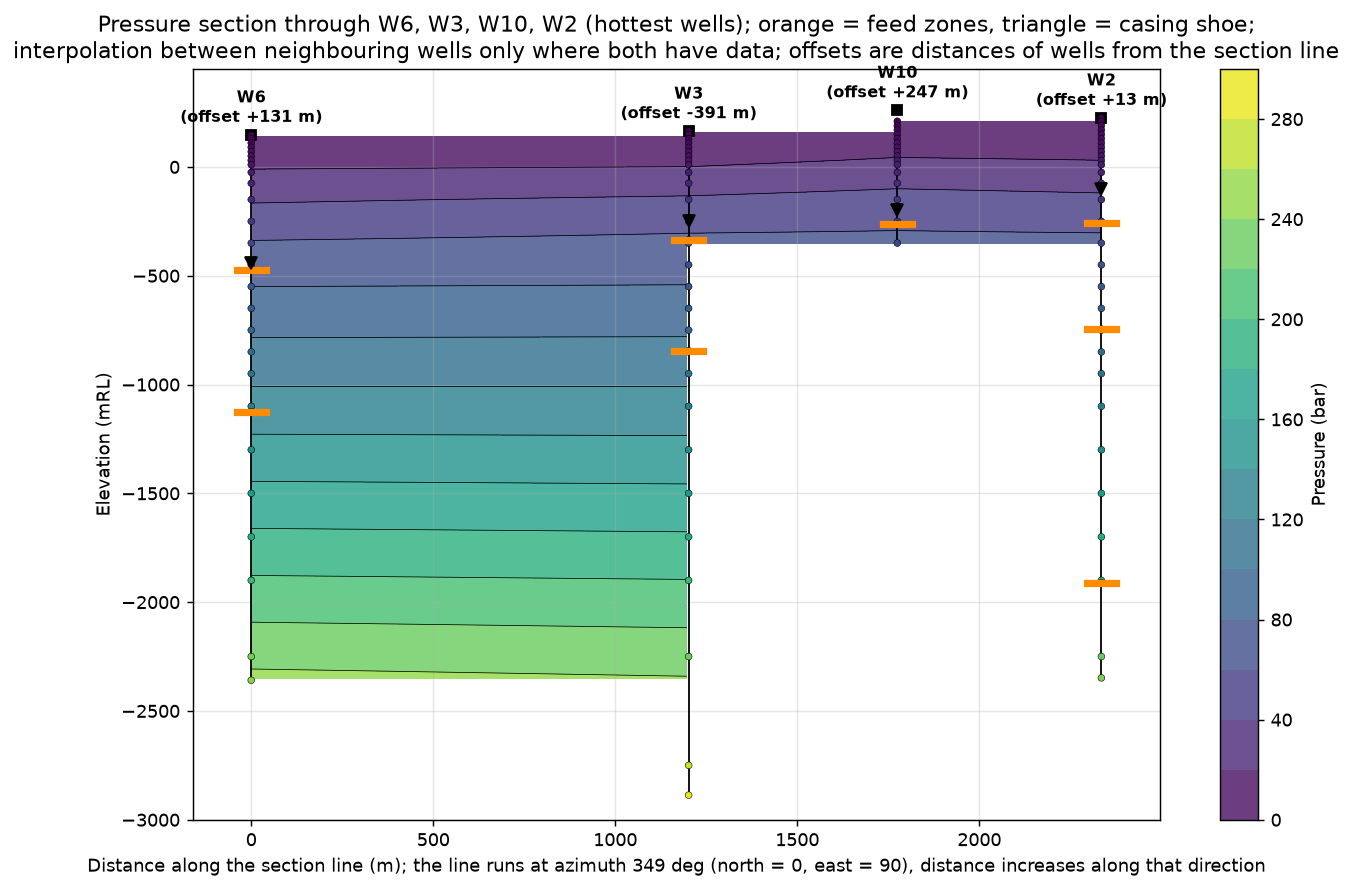 Pressure section through W6, W3, W10, W2 (hottest wells); orange = feed zones, triangle = casing shoe;
interpolation between neighbouring wells only where both have data; offsets are distances of wells from the section line
W6
(offset +131 m)
W3
(offset -391 m)
W10
(offset +247 m)
W2
(offset +13 m)
0
−500
−1000
−1500
−2000
−2500
−3000
Elevation (mRL)
0
500
1000
1500
2000
Distance along the section line (m); the line runs at azimuth 349 deg (north = 0, east = 90), distance increases along that direction
280
240
200
160
120
80
40
0
Pressure (bar)